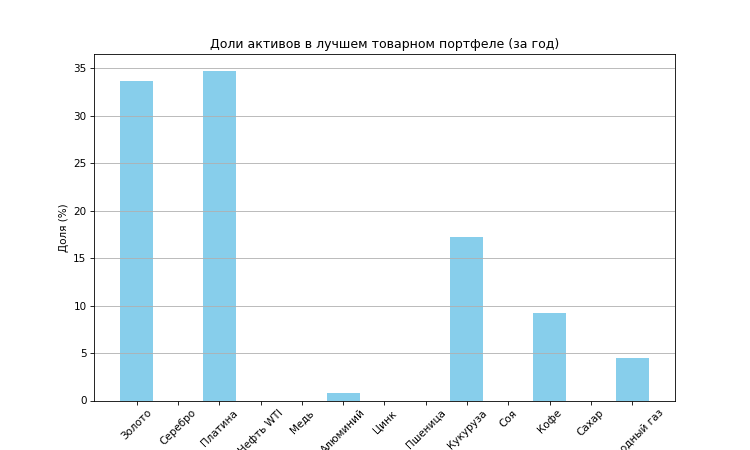 Доли активов в лучшем товарном портфеле (за год)
Доля (%)
35
30
25
20
15
10
5
0
Золото
Серебро
Платина
Нефть WTI
Медь
Алюминий
Цинк
Пшеница
Кукуруза
Соя
Кофе
Сахар
газ